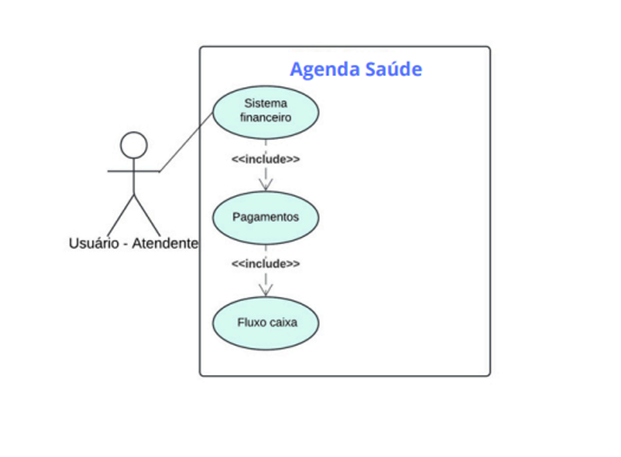 Agenda Saúde
Sistema
financeiro
<<include>>
Pagamentos
Usuário - Atendente
<<include>>
Fluxo caixa